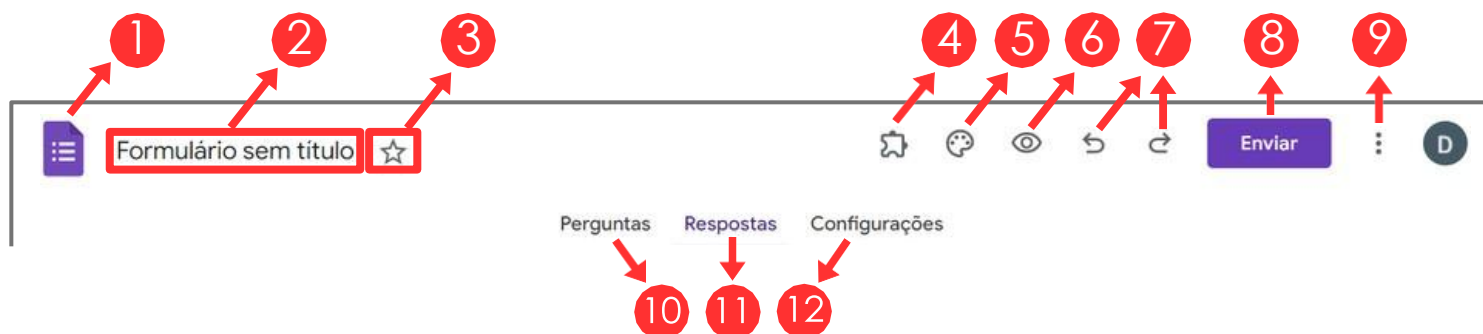 1 2 3 4 5 6 7 8 9
Formulário sem título Enviar D
Perguntas Respostas Configurações
10 11 12